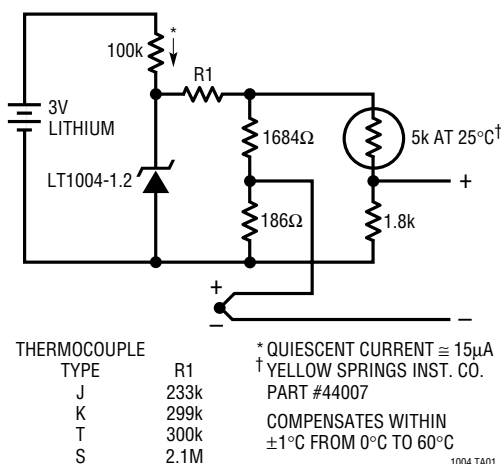 *
100k
R1
3V
LITHIUM
1684Ω
5k AT 25°C†
LT1004-1.2
+
186Ω
1.8k
+
–
–
THERMOCOUPLE
TYPE R1
J 233k
K 299k
T 300k
S 2.1M
* QUIESCENT CURRENT ≅ 15µA
† YELLOW SPRINGS INST. CO.
PART #44007
COMPENSATES WITHIN
±1°C FROM 0°C TO 60°C
1004 TA01